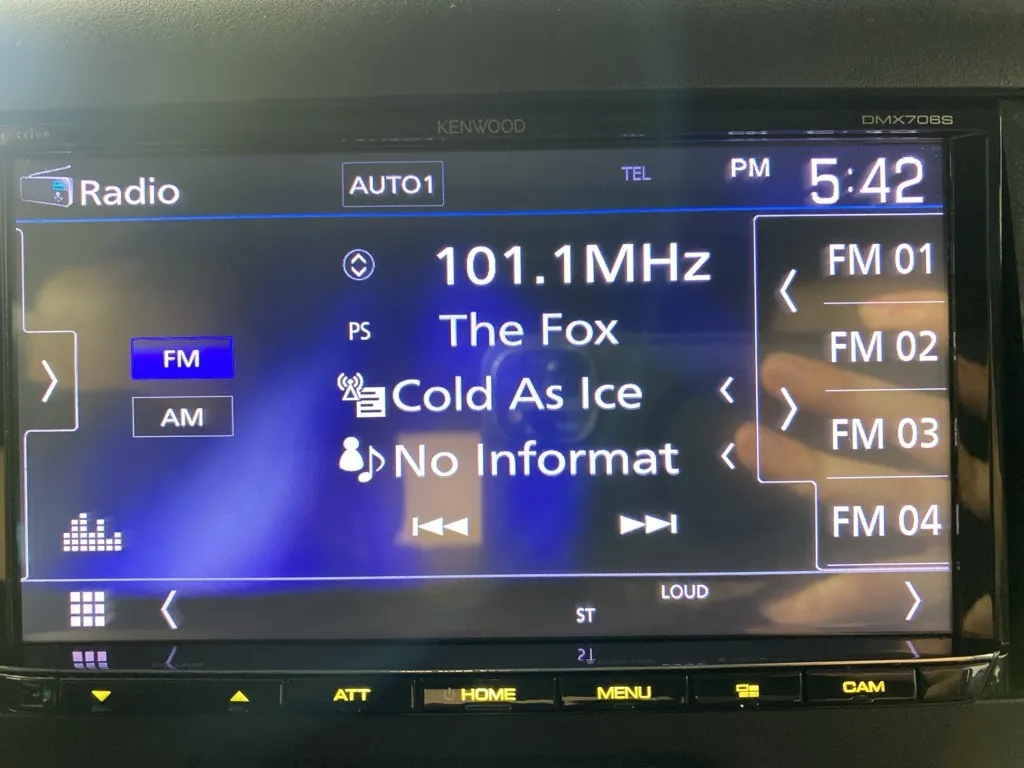 KENWOOD
DMX706S
Radio
AUTO1
TEL
PM 5:42
101.1MHz
PS The Fox
Cold As Ice
No Informat
FM
AM
FM 01
FM 02
FM 03
FM 04
LOUD
ST
ATT
HOME
MENU
CAM